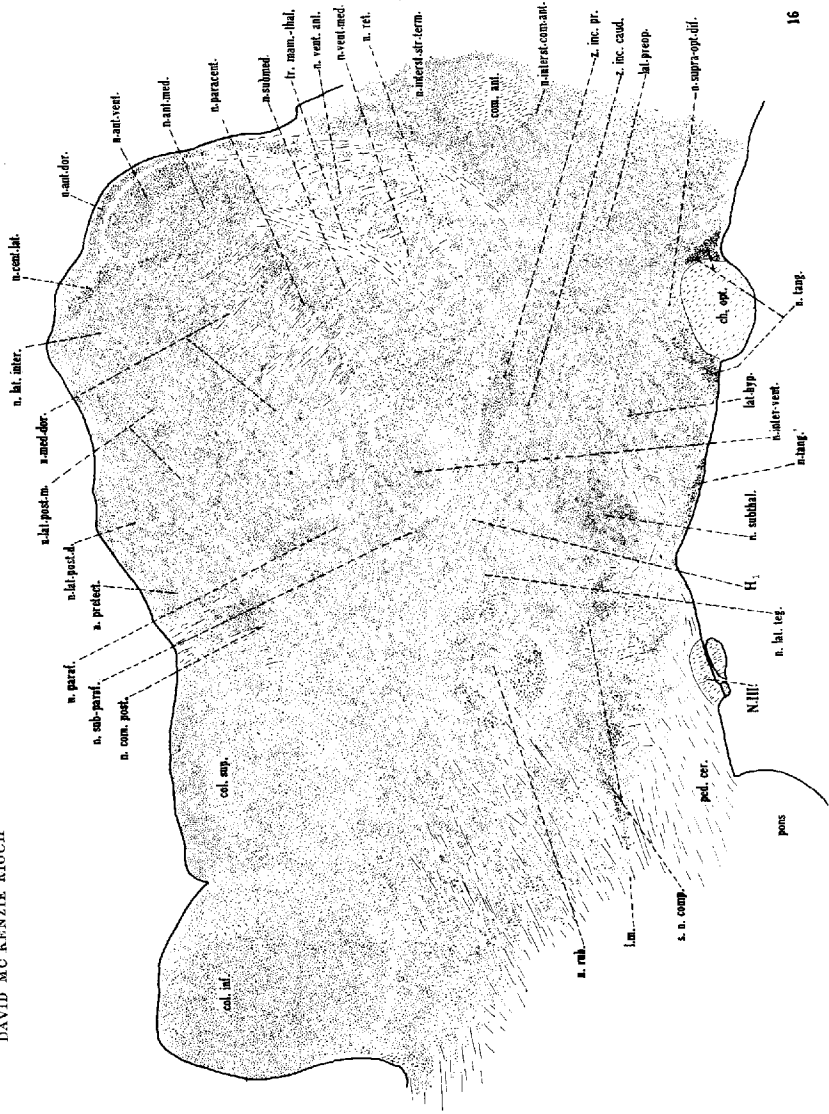 DAVID MC KENZIE RIOCH
16
n.cent.lat.
n.ant.dor.
n.ant.vent.
n.ant.med.
n.paracent.
n.submed.
tr. mam.-thal.
n. vent. ant.
n.vent.med.
n. ret.
n.interst.str.term.
com. ant.
n.interst.com.ant.
z. inc. pr.
z. inc. caud.
lat.preop.
n.supra-opt.dif.
n. lat. inter.
n.med.dor.
n.lat.post.m.
n.lat.post.d.
a. pretect.
n. paraf.
n. sub-paraf.
n. com. post.
col. sup.
col. inf.
ch. opt.
n. tang.
lat.hyp.
n.inter-vent.
n.tang.
n. subthal.
H₁
n. lat. teg.
N.III.
ped. cer.
pons
n. rub.
l.m.
s. n. comp.